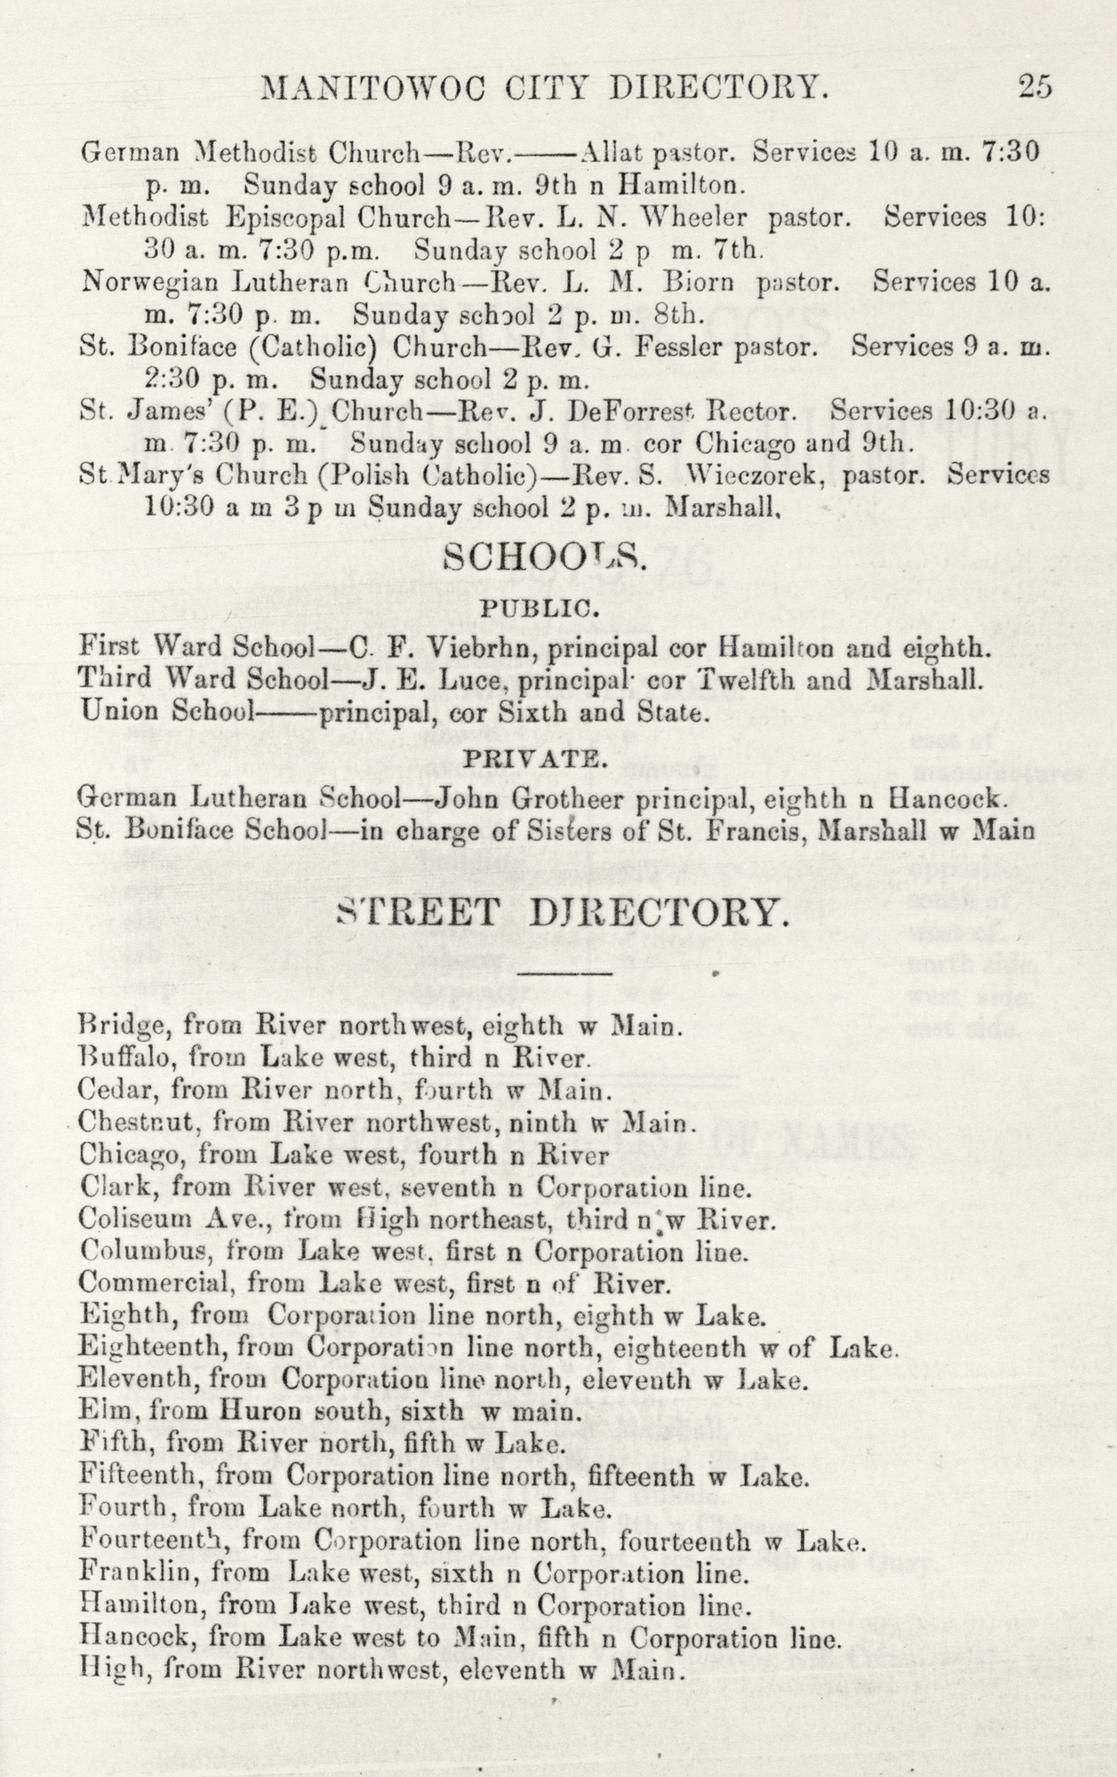 MANITOWOC CITY DIRECTORY. 25
German Methodist Church—Rev.——Allat pastor. Services 10 a. m. 7:30
p. m. Sunday school 9 a. m. 9th n Hamilton.
Methodist Episcopal Church—Rev. L. N. Wheeler pastor. Services 10:
30 a. m. 7:30 p.m. Sunday school 2 p m. 7th.
Norwegian Lutheran Church—Rev. L. M. Biorn pastor. Services 10 a.
m. 7:30 p. m. Sunday school 2 p. m. 8th.
St. Boniface (Catholic) Church—Rev. G. Fessler pastor. Services 9 a. m.
2:30 p. m. Sunday school 2 p. m.
St. James' (P. E.) Church—Rev. J. DeForrest Rector. Services 10:30 a.
m. 7:30 p. m. Sunday school 9 a. m. cor Chicago and 9th.
St. Mary's Church (Polish Catholic)—Rev. S. Wieczorek, pastor. Services
10:30 a m 3 p m Sunday school 2 p. m. Marshall.
SCHOOLS.
PUBLIC.
First Ward School—C. F. Viebrhn, principal cor Hamilton and eighth.
Third Ward School—J. E. Luce, principal· cor Twelfth and Marshall.
Union School——principal, cor Sixth and State.
PRIVATE.
German Lutheran School—John Grotheer principal, eighth n Hancock.
St. Boniface School—in charge of Sisters of St. Francis, Marshall w Main
STREET DIRECTORY.
Bridge, from River northwest, eighth w Main.
Buffalo, from Lake west, third n River.
Cedar, from River north, fourth w Main.
Chestnut, from River northwest, ninth w Main.
Chicago, from Lake west, fourth n River
Clark, from River west, seventh n Corporation line.
Coliseum Ave., from High northeast, third n w River.
Columbus, from Lake west, first n Corporation line.
Commercial, from Lake west, first n of River.
Eighth, from Corporation line north, eighth w Lake.
Eighteenth, from Corporation line north, eighteenth w of Lake.
Eleventh, from Corporation line north, eleventh w Lake.
Elm, from Huron south, sixth w main.
Fifth, from River north, fifth w Lake.
Fifteenth, from Corporation line north, fifteenth w Lake.
Fourth, from Lake north, fourth w Lake.
Fourteenth, from Corporation line north, fourteenth w Lake.
Franklin, from Lake west, sixth n Corporation line.
Hamilton, from Lake west, third n Corporation line.
Hancock, from Lake west to Main, fifth n Corporation line.
High, from River northwest, eleventh w Main.